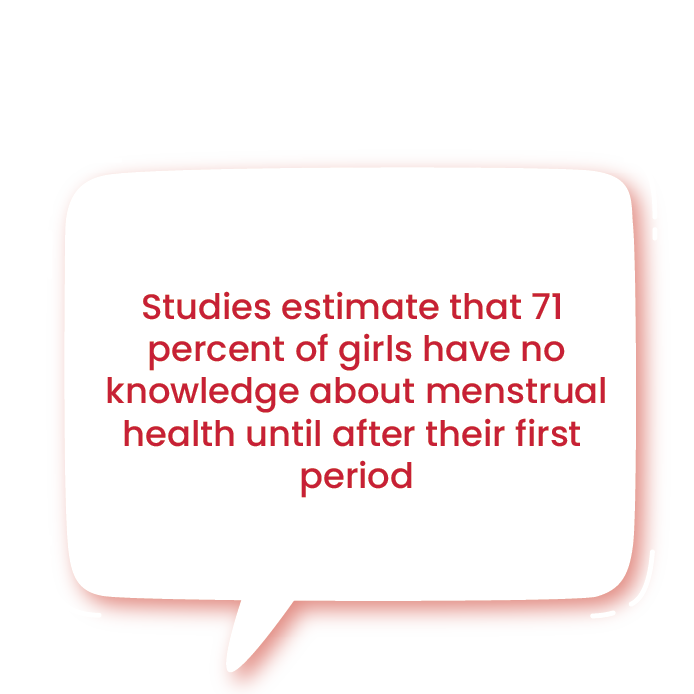 Studies estimate that 71
percent of girls have no
knowledge about menstrual
health until after their first
period